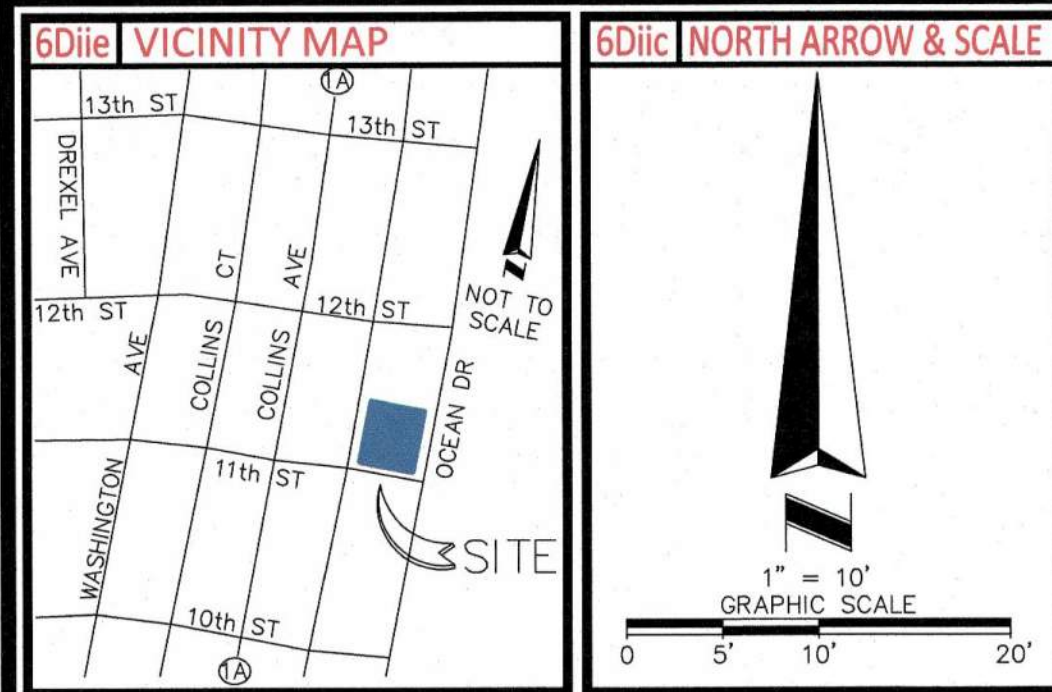 6Diie VICINITY MAP
1A
13th ST
13th ST
DREXEL AVE
CT
AVE
NOT TO
SCALE
12th ST
12th ST
AVE
COLLINS
COLLINS
OCEAN DR
11th ST
WASHINGTON
SITE
10th ST
1A
6Diic NORTH ARROW & SCALE
N
1" = 10'
GRAPHIC SCALE
0 5' 10' 20'